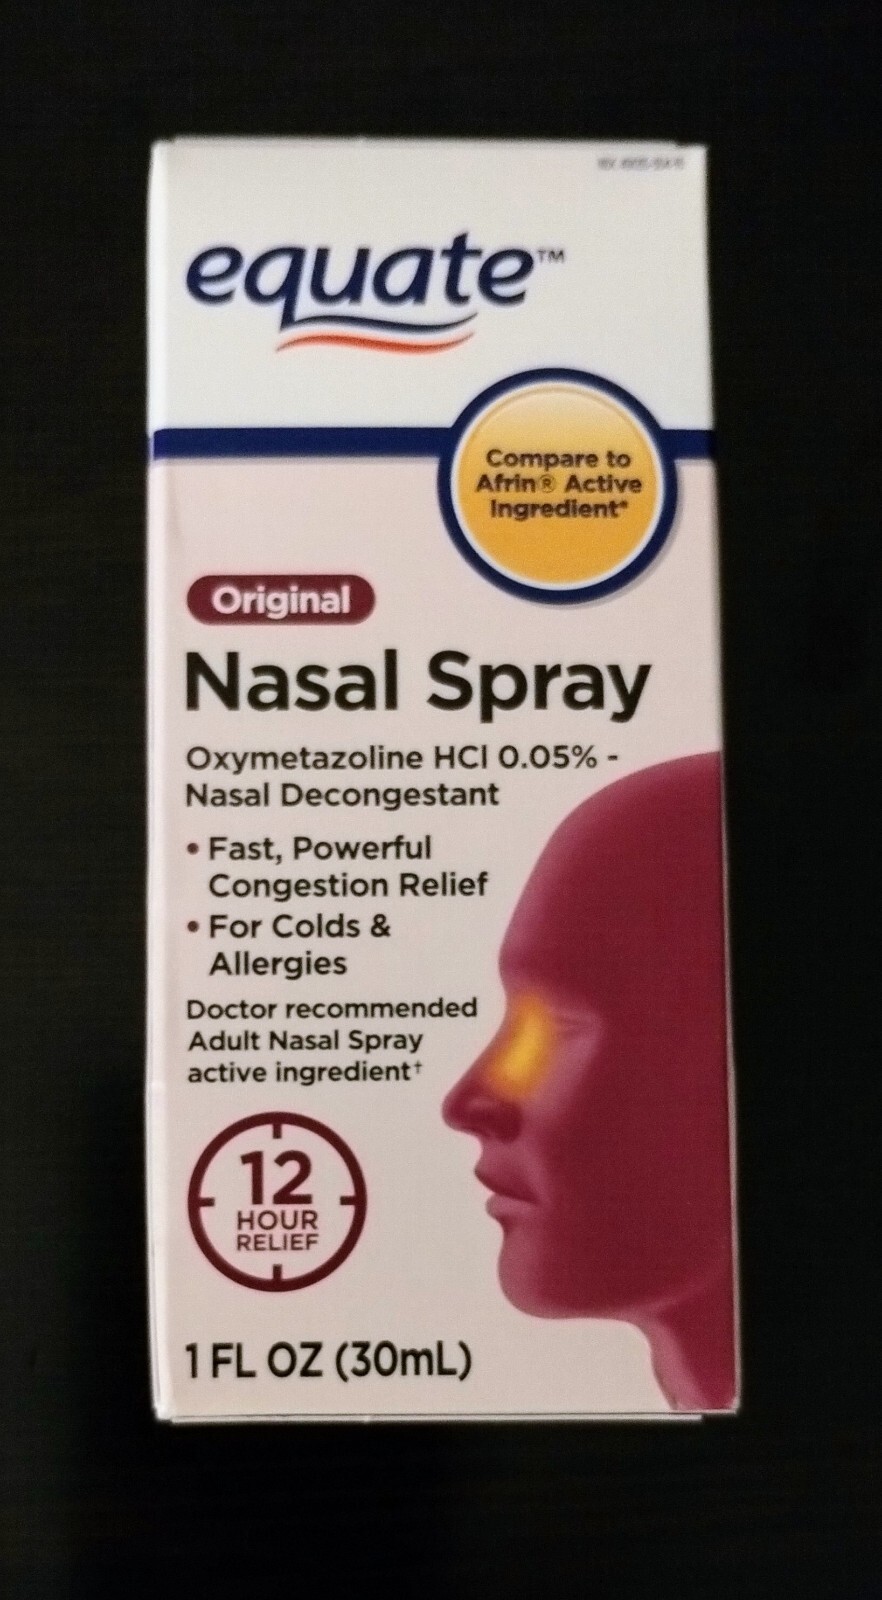 equate™
Compare to
Afrin® Active
Ingredient*
Original
Nasal Spray
Oxymetazoline HCl 0.05% -
Nasal Decongestant
• Fast, Powerful
Congestion Relief
• For Colds &
Allergies
Doctor recommended
Adult Nasal Spray
active ingredient†
12
HOUR
RELIEF
1 FL OZ (30mL)